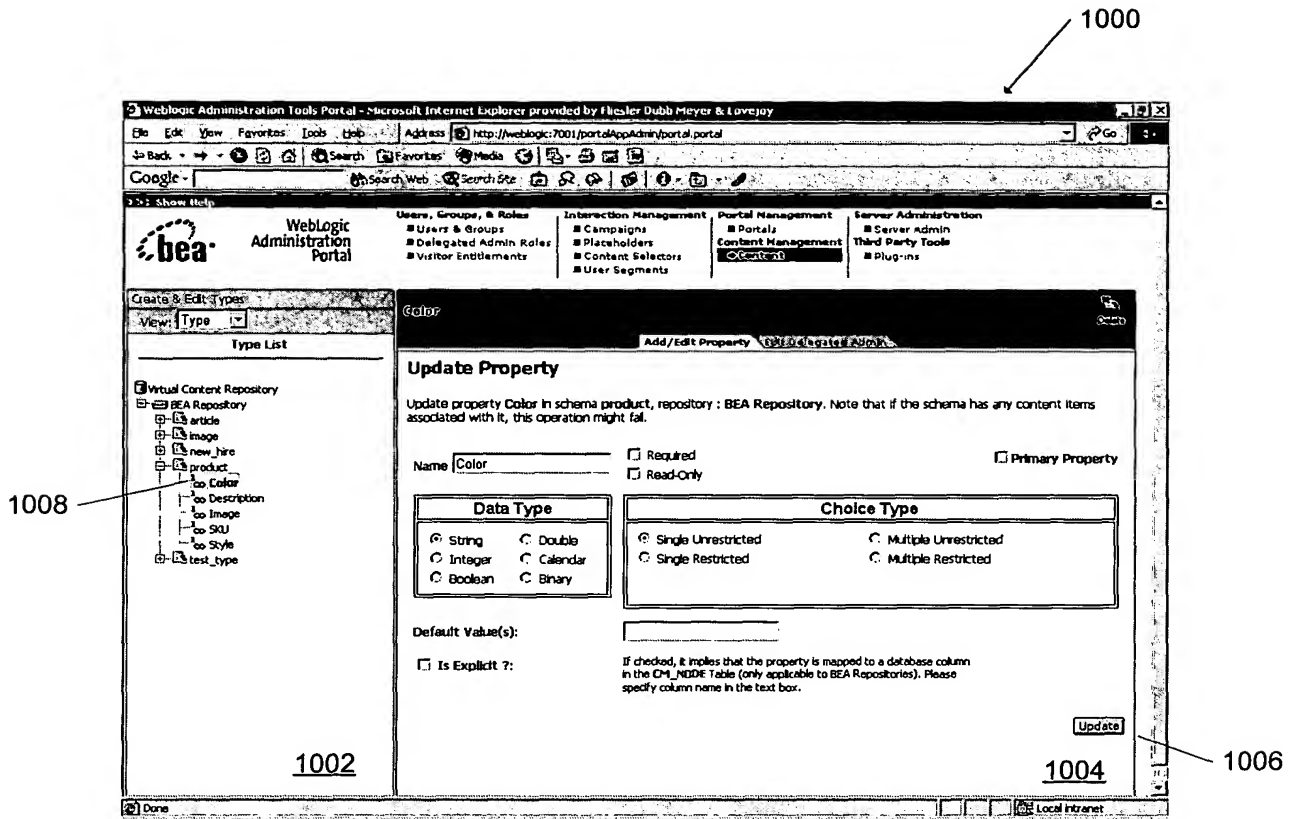 1000
Weblogic Administration Tools Portal - Microsoft Internet Explorer provided by Fliesler Dubb Meyer & Lovejoy
File Edit View Favorites Tools Help Address http://weblogic:7001/portalAppAdmin/portal.portal Go
Back Search Favorites Media
Google Search Web Search Site
>>: Show Help
bea WebLogic Administration Portal
Users, Groups, & Roles
Users & Groups
Delegated Admin Roles
Visitor Entitlements
Interaction Management
Campaigns
Placeholders
Content Selectors
User Segments
Portal Management
Portals
Content Management
Content
Server Administration
Server Admin
Third Party Tools
Plug-ins
Create & Edit Types
View: Type
Type List
Virtual Content Repository
BEA Repository
article
image
new_hire
product
Color
Description
Image
SKU
Style
test_type
1008
1002
Color
Delete
Add/Edit Property Edit Delegated Admin
Update Property
Update property Color in schema product, repository : BEA Repository. Note that if the schema has any content items
associated with it, this operation might fail.
Name Color
Required
Read-Only
Primary Property
Data Type
String Double
Integer Calendar
Boolean Binary
Choice Type
Single Unrestricted Multiple Unrestricted
Single Restricted Multiple Restricted
Default Value(s):
Is Explicit ?:
If checked, it implies that the property is mapped to a database column
in the CM_NODE Table (only applicable to BEA Repositories). Please
specify column name in the text box.
Update
1006
1004
Done Local intranet